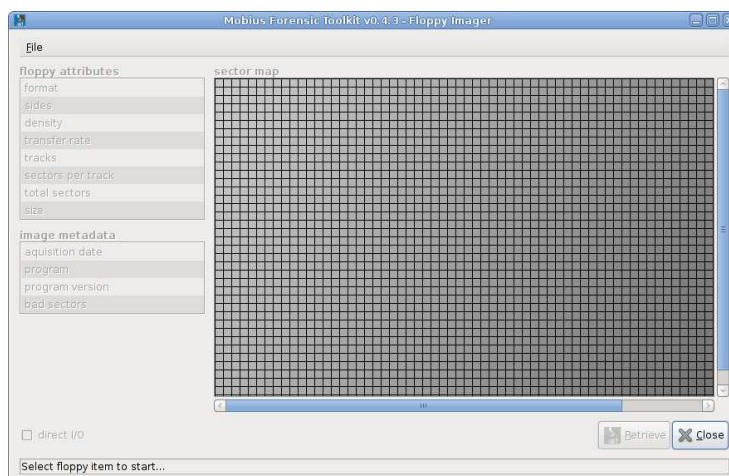 Mobius Forensic Toolkit v0.4.3 - Floppy Imager
File
floppy attributes
format
sides
density
transfer rate
tracks
sectors per track
total sectors
size
image metadata
aquisition date
program
program version
bad sectors
sector map
direct I/O
Retrieve
Close
Select floppy item to start...